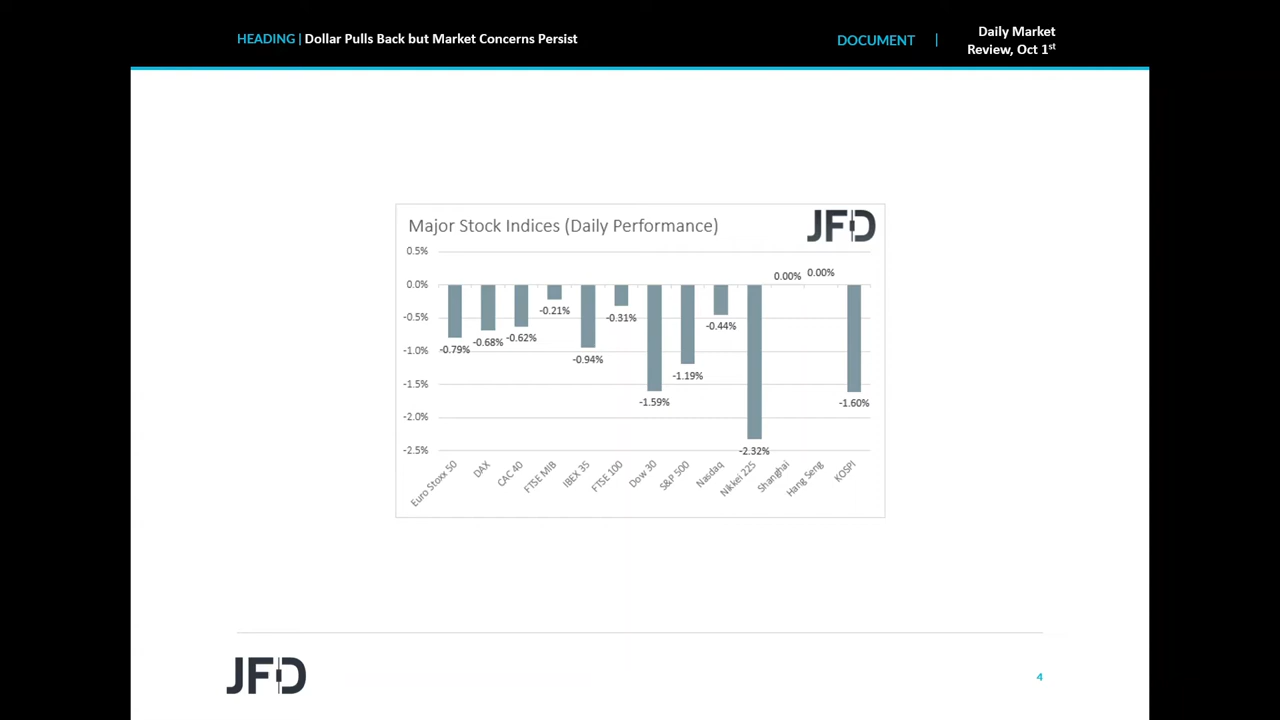 HEADING | Dollar Pulls Back but Market Concerns Persist
DOCUMENT |
Daily Market
Review, Oct 1st
Major Stock Indices (Daily Performance)
JFD
0.5%
0.0%
-0.5%
-1.0%
-1.5%
-2.0%
-2.5%
-0.79%
-0.68%
-0.62%
-0.21%
-0.94%
-0.31%
-1.59%
-1.19%
-0.44%
-2.32%
0.00%
0.00%
-1.60%
Euro Stoxx 50
DAX
CAC 40
FTSE MIB
IBEX 35
FTSE 100
Dow 30
S&P 500
Nasdaq
Nikkei 225
Shanghai
Hang Seng
KOSPI
JFD
4